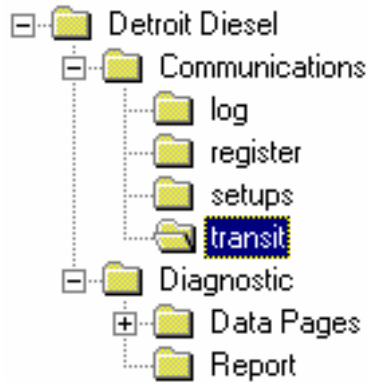 Detroit Diesel
Communications
log
register
setups
transit
Diagnostic
Data Pages
Report